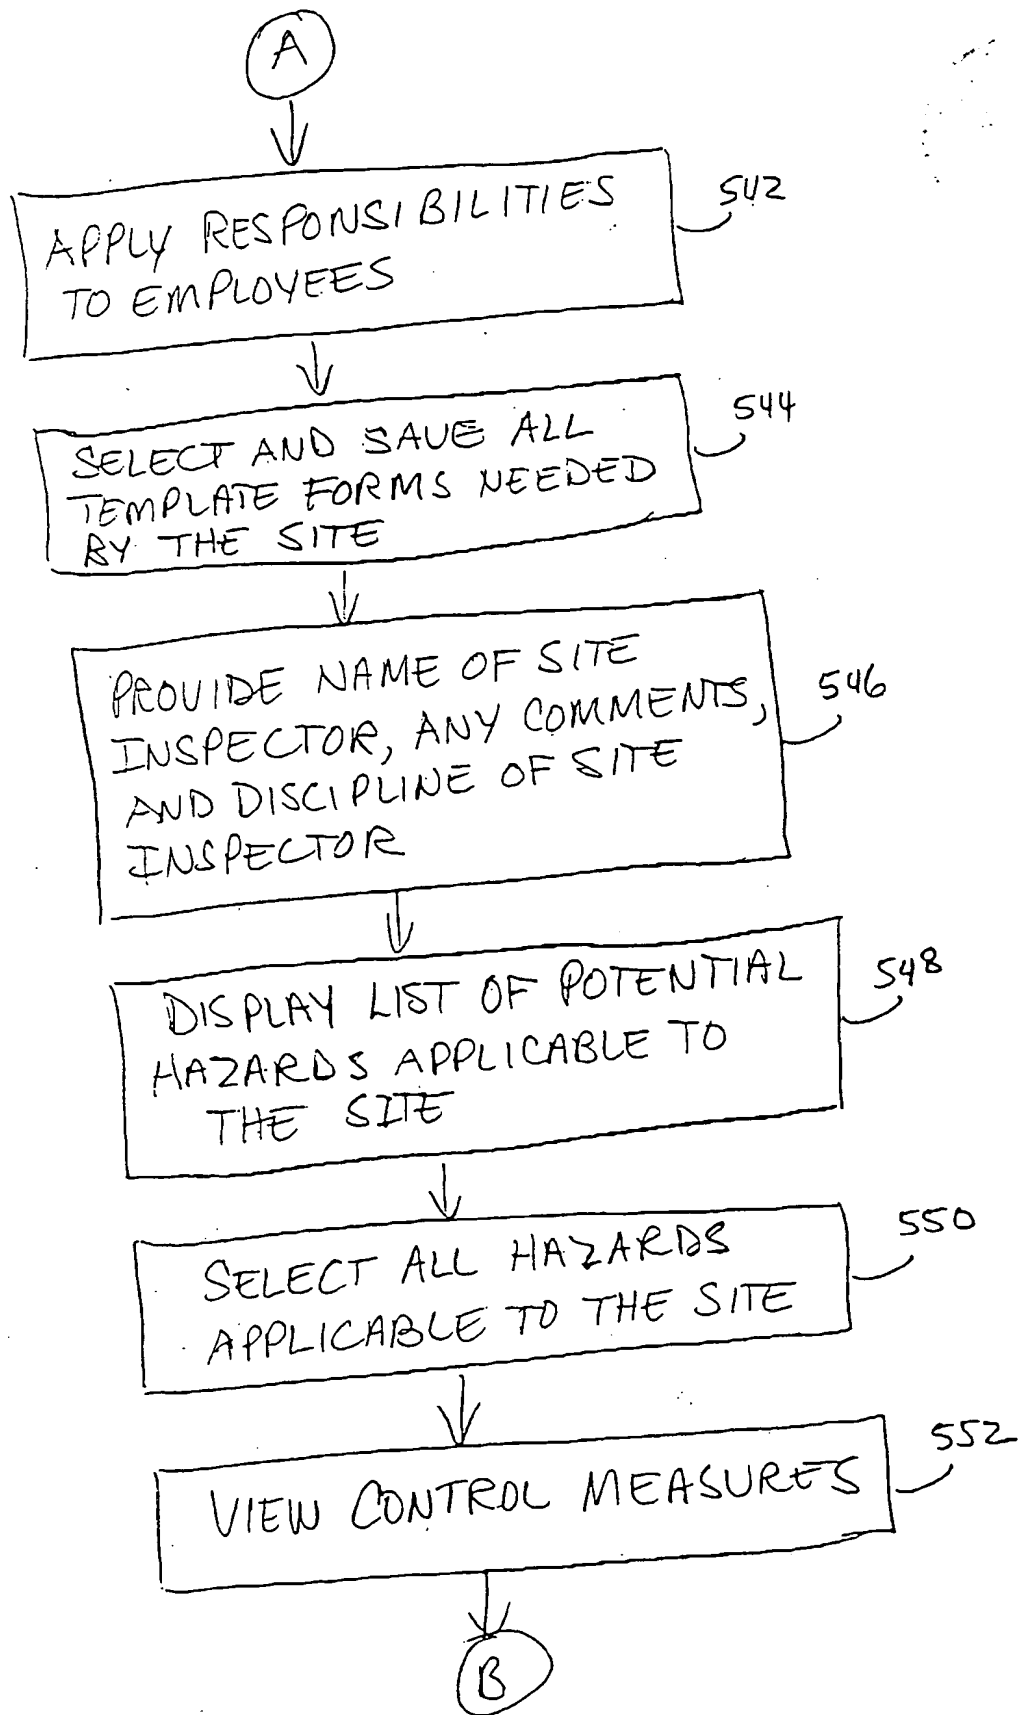 A
APPLY RESPONSIBILITIES
TO EMPLOYEES
542
SELECT AND SAVE ALL
TEMPLATE FORMS NEEDED
BY THE SITE
544
PROVIDE NAME OF SITE
INSPECTOR, ANY COMMENTS,
AND DISCIPLINE OF SITE
INSPECTOR
546
DISPLAY LIST OF POTENTIAL
HAZARDS APPLICABLE TO
THE SITE
548
SELECT ALL HAZARDS
APPLICABLE TO THE SITE
550
VIEW CONTROL MEASURES
552
B